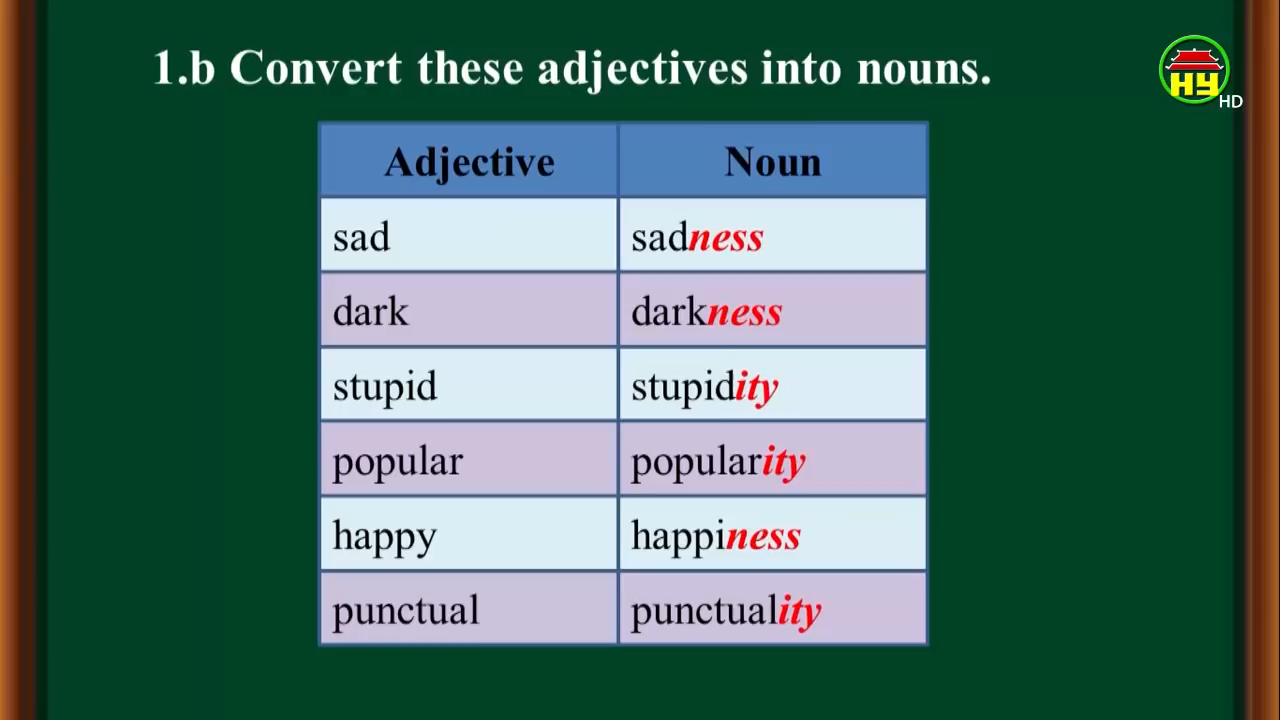 1.b Convert these adjectives into nouns.
HY HD
Adjective Noun
sad sadness
dark darkness
stupid stupidity
popular popularity
happy happiness
punctual punctuality